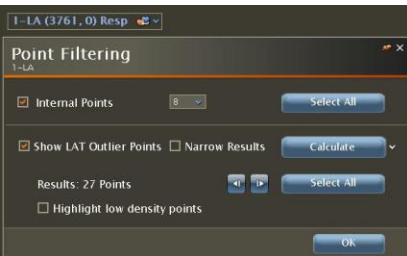 1-LA (3761, 0) Resp
Point Filtering
1-LA
Internal Points 8 Select All
Show LAT Outlier Points Narrow Results Calculate
Results: 27 Points Select All
Highlight low density points
OK